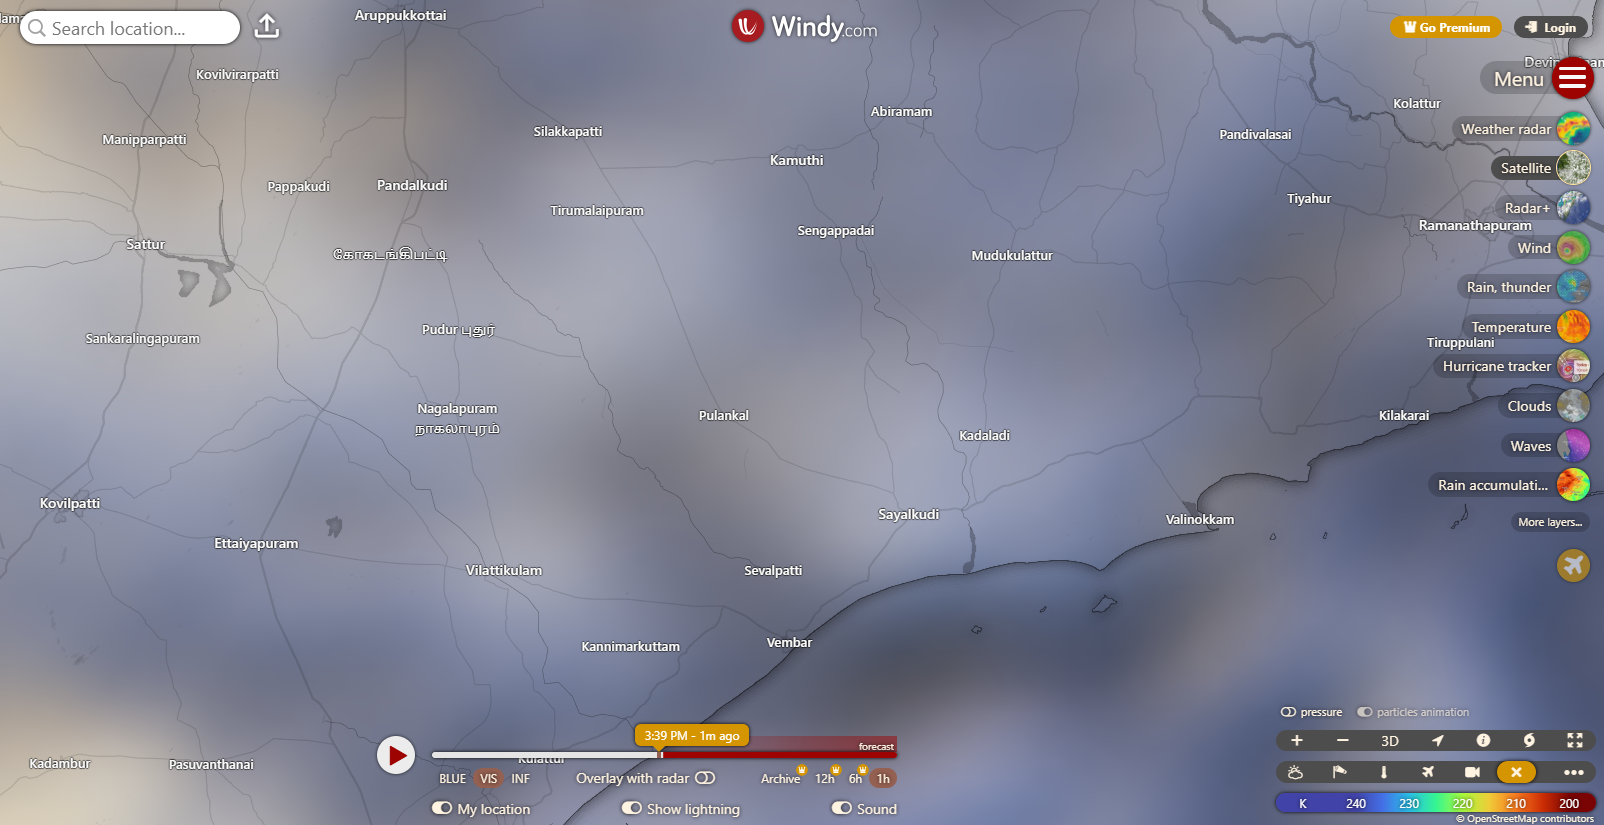 Aruppukkottai
Search location...
Windy.com
Go Premium
Login
Kovilvirarpatti
Menu
Kolattur
Abiramam
Weather radar
Manipparpatti
Silakkapatti
Pandivalasai
Kamuthi
Satellite
Pappakudi
Pandalkudi
Tiyahur
Radar+
Tirumalaipuram
Sengappadai
Ramanathapuram
Sattur
கோகடங்கிபட்டி
Mudukulattur
Wind
Rain, thunder
Pudur புதுர்
Temperature
Sankaralingapuram
Tiruppulani
Hurricane tracker
Nagalapuram
நாகலாபுரம்
Pulankal
Kilakarai
Clouds
Kadaladi
Waves
Rain accumulati...
Kovilpatti
Sayalkudi
Valinokkam
More layers...
Ettaiyapuram
Vilattikulam
Sevalpatti
Kannimarkuttam
Vembar
pressure
particles animation
3:39 PM - 1m ago
forecast
3D
Kadambur
Pasuvanthanai
Kulattur
BLUE VIS INF
Overlay with radar
Archive 12h 6h 1h
My location
Show lightning
Sound
K 240 230 220 210 200
© OpenStreetMap contributors